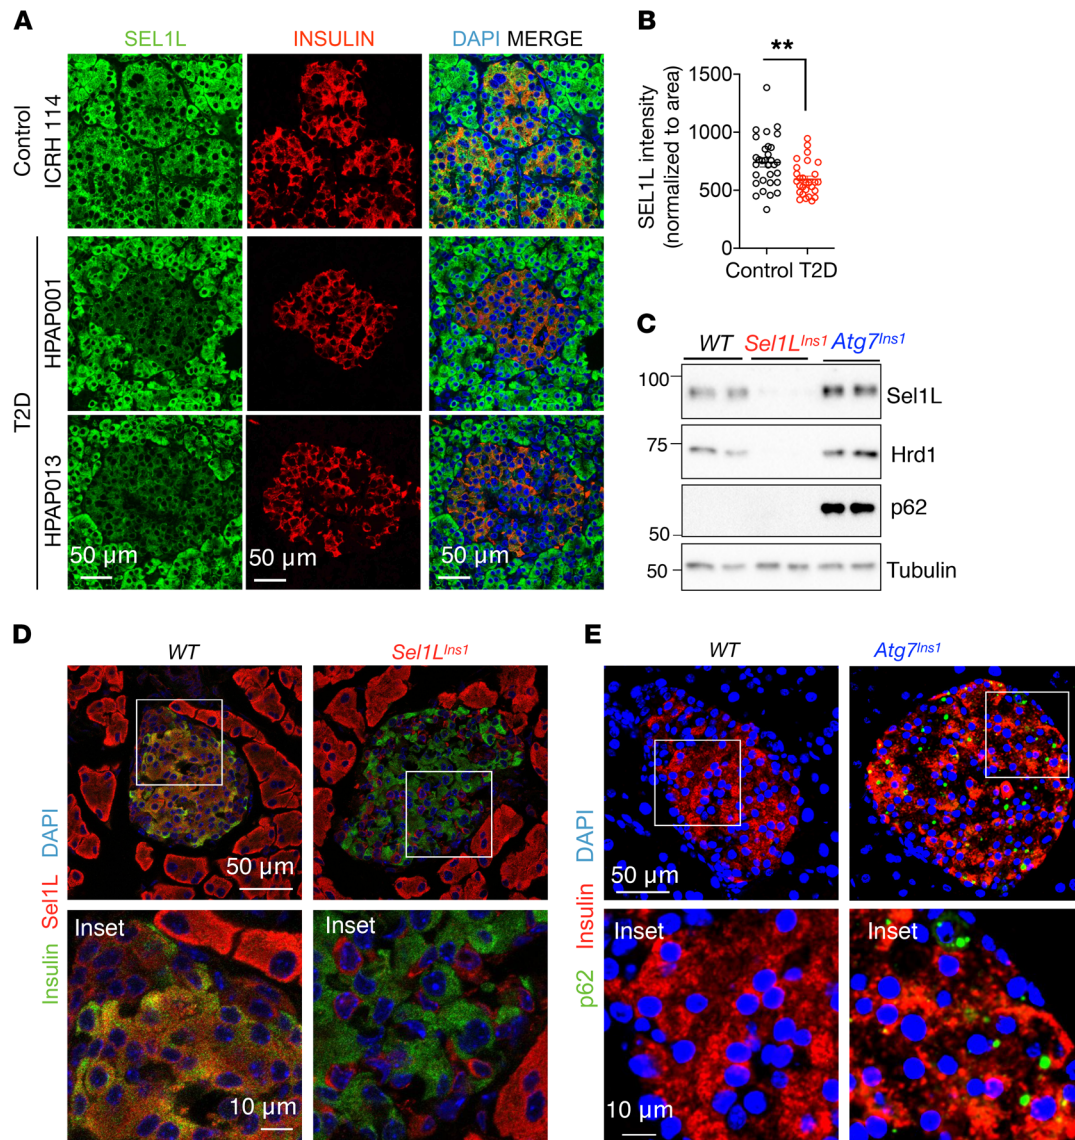 A
SEL1L INSULIN DAPI MERGE
Control
ICRH 114
T2D
HPAP001
HPAP013
50 µm 50 µm 50 µm
B
**
SEL1L intensity
(normalized to area)
1500
1000
500
0
Control T2D
C
WT Sel1L^Ins1 Atg7^Ins1
100
Sel1L
75
Hrd1
p62
50
50
Tubulin
D
WT Sel1L^Ins1
Insulin Sel1L DAPI
50 µm
Inset Inset
10 µm
E
WT Atg7^Ins1
p62 Insulin DAPI
50 µm
Inset Inset
10 µm